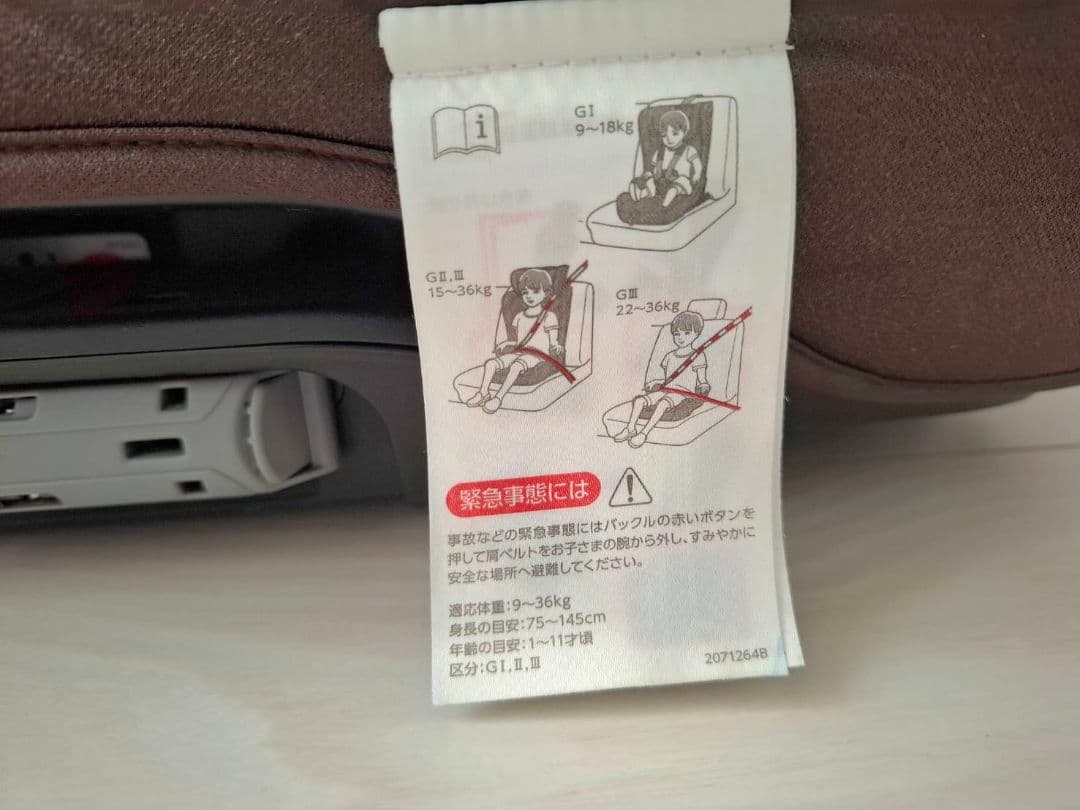 i
GⅠ
9〜18kg
GⅡ,Ⅲ
15〜36kg
GⅢ
22〜36kg
緊急事態には
事故などの緊急事態にはバックルの赤いボタンを
押して肩ベルトをお子さまの腕から外し、すみやかに
安全な場所へ避難してください。
適応体重:9〜36kg
身長の目安:75〜145cm
年齢の目安:1〜11才頃
区分:GⅠ,Ⅱ,Ⅲ
2071264B